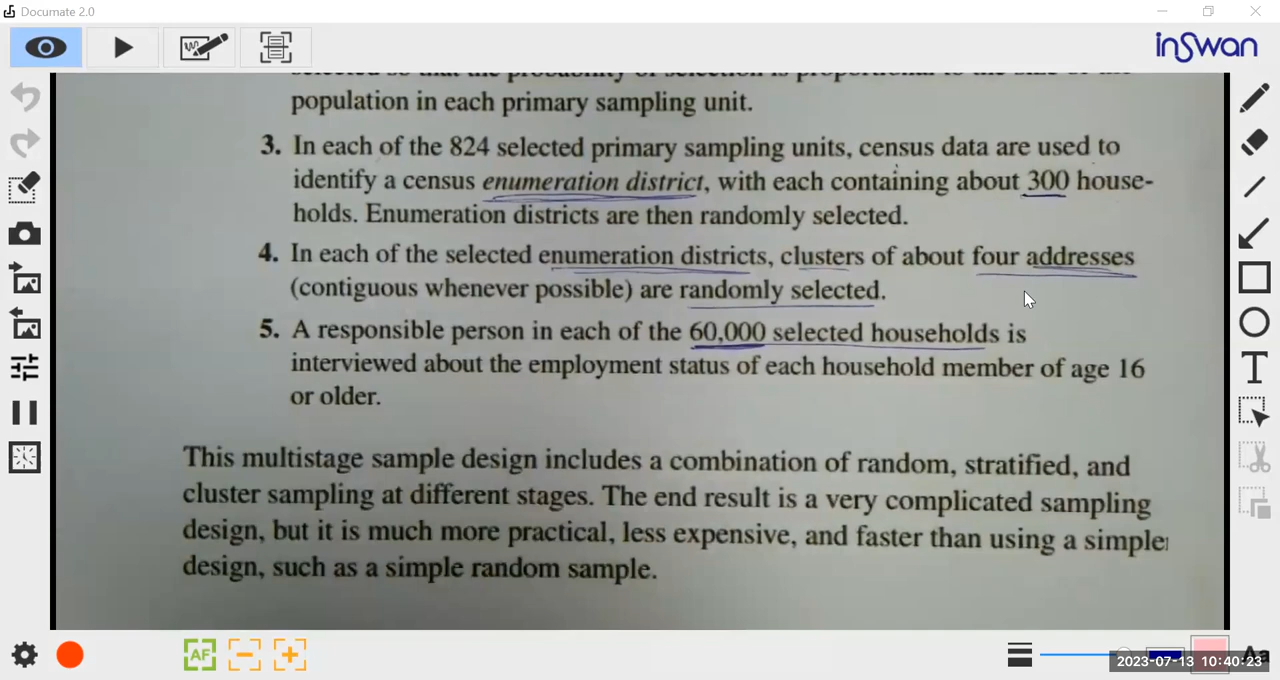 Documate 2.0
inSwan
population in each primary sampling unit.
3. In each of the 824 selected primary sampling units, census data are used to
identify a census enumeration district, with each containing about 300 house-
holds. Enumeration districts are then randomly selected.
4. In each of the selected enumeration districts, clusters of about four addresses
(contiguous whenever possible) are randomly selected.
5. A responsible person in each of the 60,000 selected households is
interviewed about the employment status of each household member of age 16
or older.
This multistage sample design includes a combination of random, stratified, and
cluster sampling at different stages. The end result is a very complicated sampling
design, but it is much more practical, less expensive, and faster than using a simpler
design, such as a simple random sample.
AF
T
Aa
2023-07-13 10:40:23